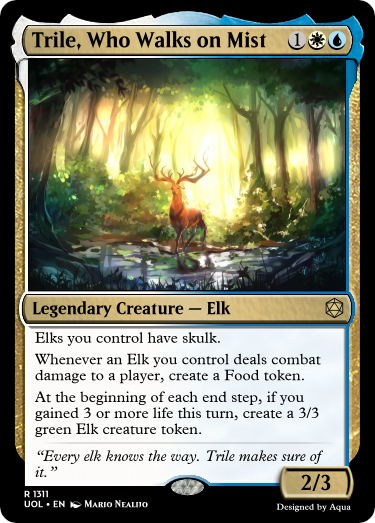 Trile, Who Walks on Mist 1
Legendary Creature — Elk
Elks you control have skulk.
Whenever an Elk you control deals combat
damage to a player, create a Food token.
At the beginning of each end step, if you
gained 3 or more life this turn, create a 3/3
green Elk creature token.
“Every elk knows the way. Trile makes sure of
it.”
2/3
R 1311
UOL • EN Mario Nealijo
Designed by Aqua